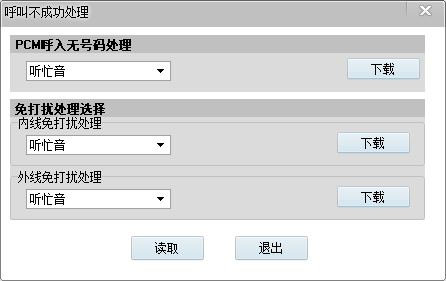 呼叫不成功处理
PCM呼入无号码处理
听忙音 下载
免打扰处理选择
内线免打扰处理
听忙音 下载
外线免打扰处理
听忙音 下载
读取 退出